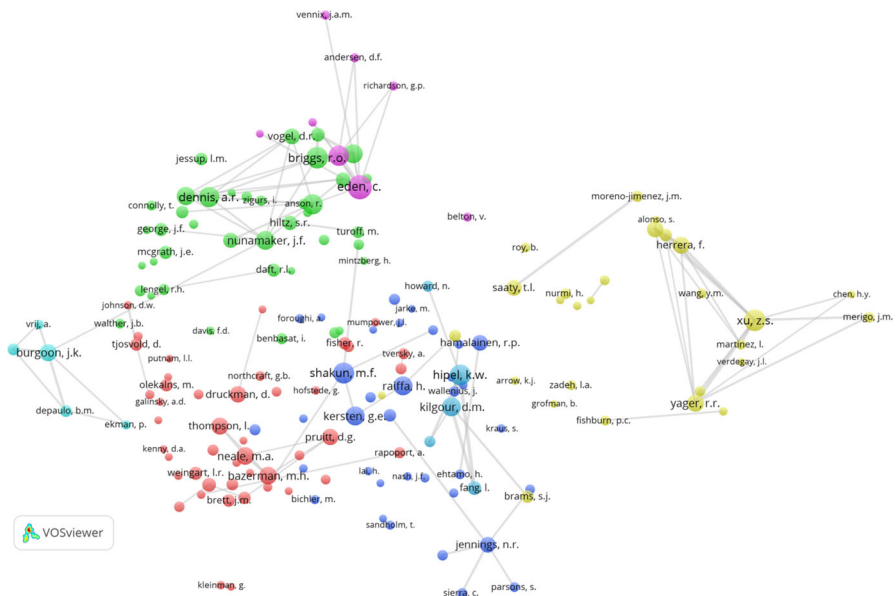 vennix, j.a.m.
andersen, d.f.
richardson, g.p.
vogel, d.r.
briggs, r.o.
jessup, l.m.
eden, c.
dennis, a.r.
zigurs, i.
anson, r.
connolly, t.
hiltz, s.r.
turoff, m.
george, j.f.
nunamaker, j.f.
mcgrath, j.e.
mintzberg, h.
daft, r.l.
lengel, r.h.
belton, v.
roy, b.
moreno-jimenez, j.m.
alonso, s.
herrera, f.
saaty, t.l.
nurmi, h.
wang, y.m.
chen, h.y.
xu, z.s.
merigo, j.m.
martinez, l.
verdegay, j.l.
yager, r.r.
fishburn, p.c.
zadeh, l.a.
arrow, k.j.
grofman, b.
howard, n.
jarke, m.
johnson, d.w.
vrij, a.
walther, j.b.
burgoon, j.k.
tjosvold, d.
davis, f.d.
foroughi, a.
mumpower, j.l.
benbasat, i.
fisher, r.
hamalainen, r.p.
tversky, a.
putnam, l.l.
northcraft, g.b.
shakun, m.f.
hipel, k.w.
olekalns, m.
raiffa, h.
wallenius, j.
galinsky, a.d.
druckman, d.
hofstede, g.
depaulo, b.m.
kilgour, d.m.
ekman, p.
thompson, l.
kersten, g.e.
kraus, s.
pruitt, d.g.
kenny, d.a.
neale, m.a.
rapoport, a.
weingart, l.r.
bazerman, m.h.
lai, h.
nash, j.f.
ehtamo, h.
fang, l.
brett, j.m.
bichler, m.
brams, s.j.
sandholm, t.
jennings, n.r.
VOSviewer
kleinman, g.
sierra, c.
parsons, s.